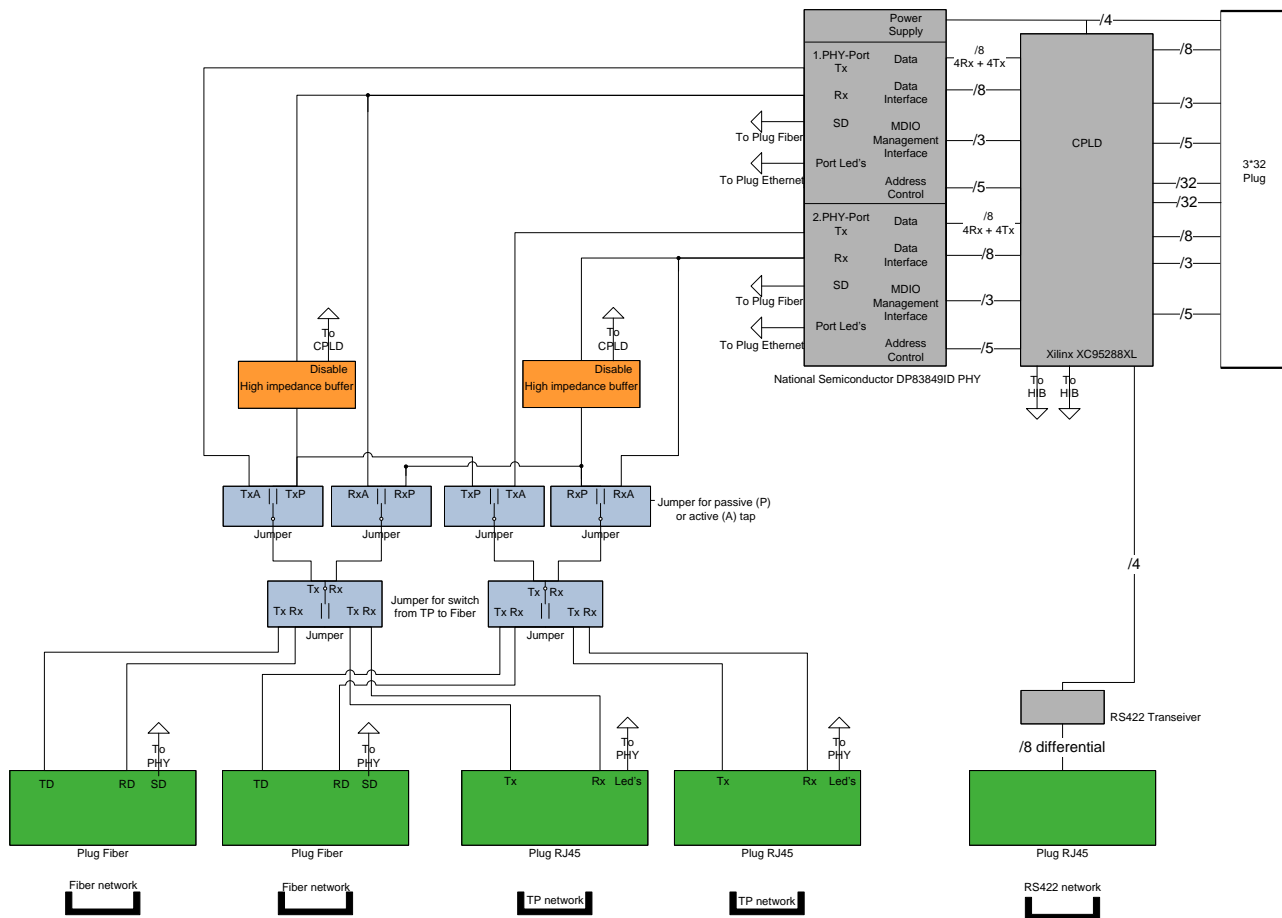 Power
Supply
/4
1.PHY-Port
Tx
Data
/8
4Rx + 4Tx
/8
Rx
Data
Interface
/8
/3
SD
To Plug Fiber
MDIO
Management
Interface
/3
CPLD
/5
3*32
Plug
Port Led's
To Plug Ethernet
Address
Control
/5
/32
/32
2.PHY-Port
Tx
Data
/8
4Rx + 4Tx
/8
Rx
Data
Interface
/8
/3
SD
To Plug Fiber
MDIO
Management
Interface
/3
/5
Port Led's
To Plug Ethernet
Address
Control
/5
Xilinx XC95288XL
National Semiconductor DP83849ID PHY
To
HIB
To
HIB
To
CPLD
Disable
High impedance buffer
To
CPLD
Disable
High impedance buffer
TxA TxP
Jumper
RxA RxP
Jumper
TxP TxA
Jumper
RxP RxA
Jumper
Jumper for passive (P)
or active (A) tap
/4
Tx Rx
Tx Rx Tx Rx
Jumper
Jumper for switch
from TP to Fiber
Tx Rx
Tx Rx Tx Rx
Jumper
RS422 Transeiver
/8 differential
To
PHY
TD RD SD
Plug Fiber
To
PHY
TD RD SD
Plug Fiber
To
PHY
Tx Rx Led's
Plug RJ45
To
PHY
Tx Rx Led's
Plug RJ45
Plug RJ45
Fiber network
Fiber network
TP network
TP network
RS422 network